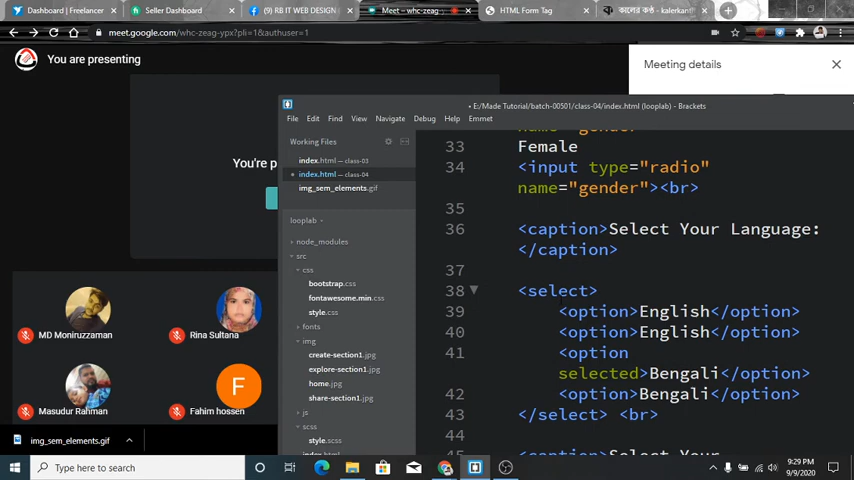 Dashboard | Freelancer
Seller Dashboard
(9) RB IT WEB DESIGN
Meet – whc-zeag
HTML Form Tag
কালের কণ্ঠ - kalerkant
meet.google.com/whc-zeag-ypx?pli=1&authuser=1
You are presenting
Meeting details
You're p
MD Moniruzzaman
Rina Sultana
Masudur Rahman
F
Fahim hossen
• E:/Made Tutorial/batch-00501/class-04/index.html (looplab) - Brackets
File Edit Find View Navigate Debug Help Emmet
Working Files
index.html — class-03
index.html — class-04
img_sem_elements.gif
looplab
node_modules
src
css
bootstrap.css
fontawesome.min.css
style.css
fonts
img
create-section1.jpg
explore-section1.jpg
home.jpg
share-section1.jpg
js
scss
style.scss
33 Female
34 <input type="radio"
name="gender"><br>
35
36 <caption>Select Your Language:
</caption>
37
38 <select>
39 <option>English</option>
40 <option>English</option>
41 <option
selected>Bengali</option>
42 <option>Bengali</option>
43 </select> <br>
44
45 <caption>Select Your
img_sem_elements.gif
Type here to search
9:29 PM
9/9/2020